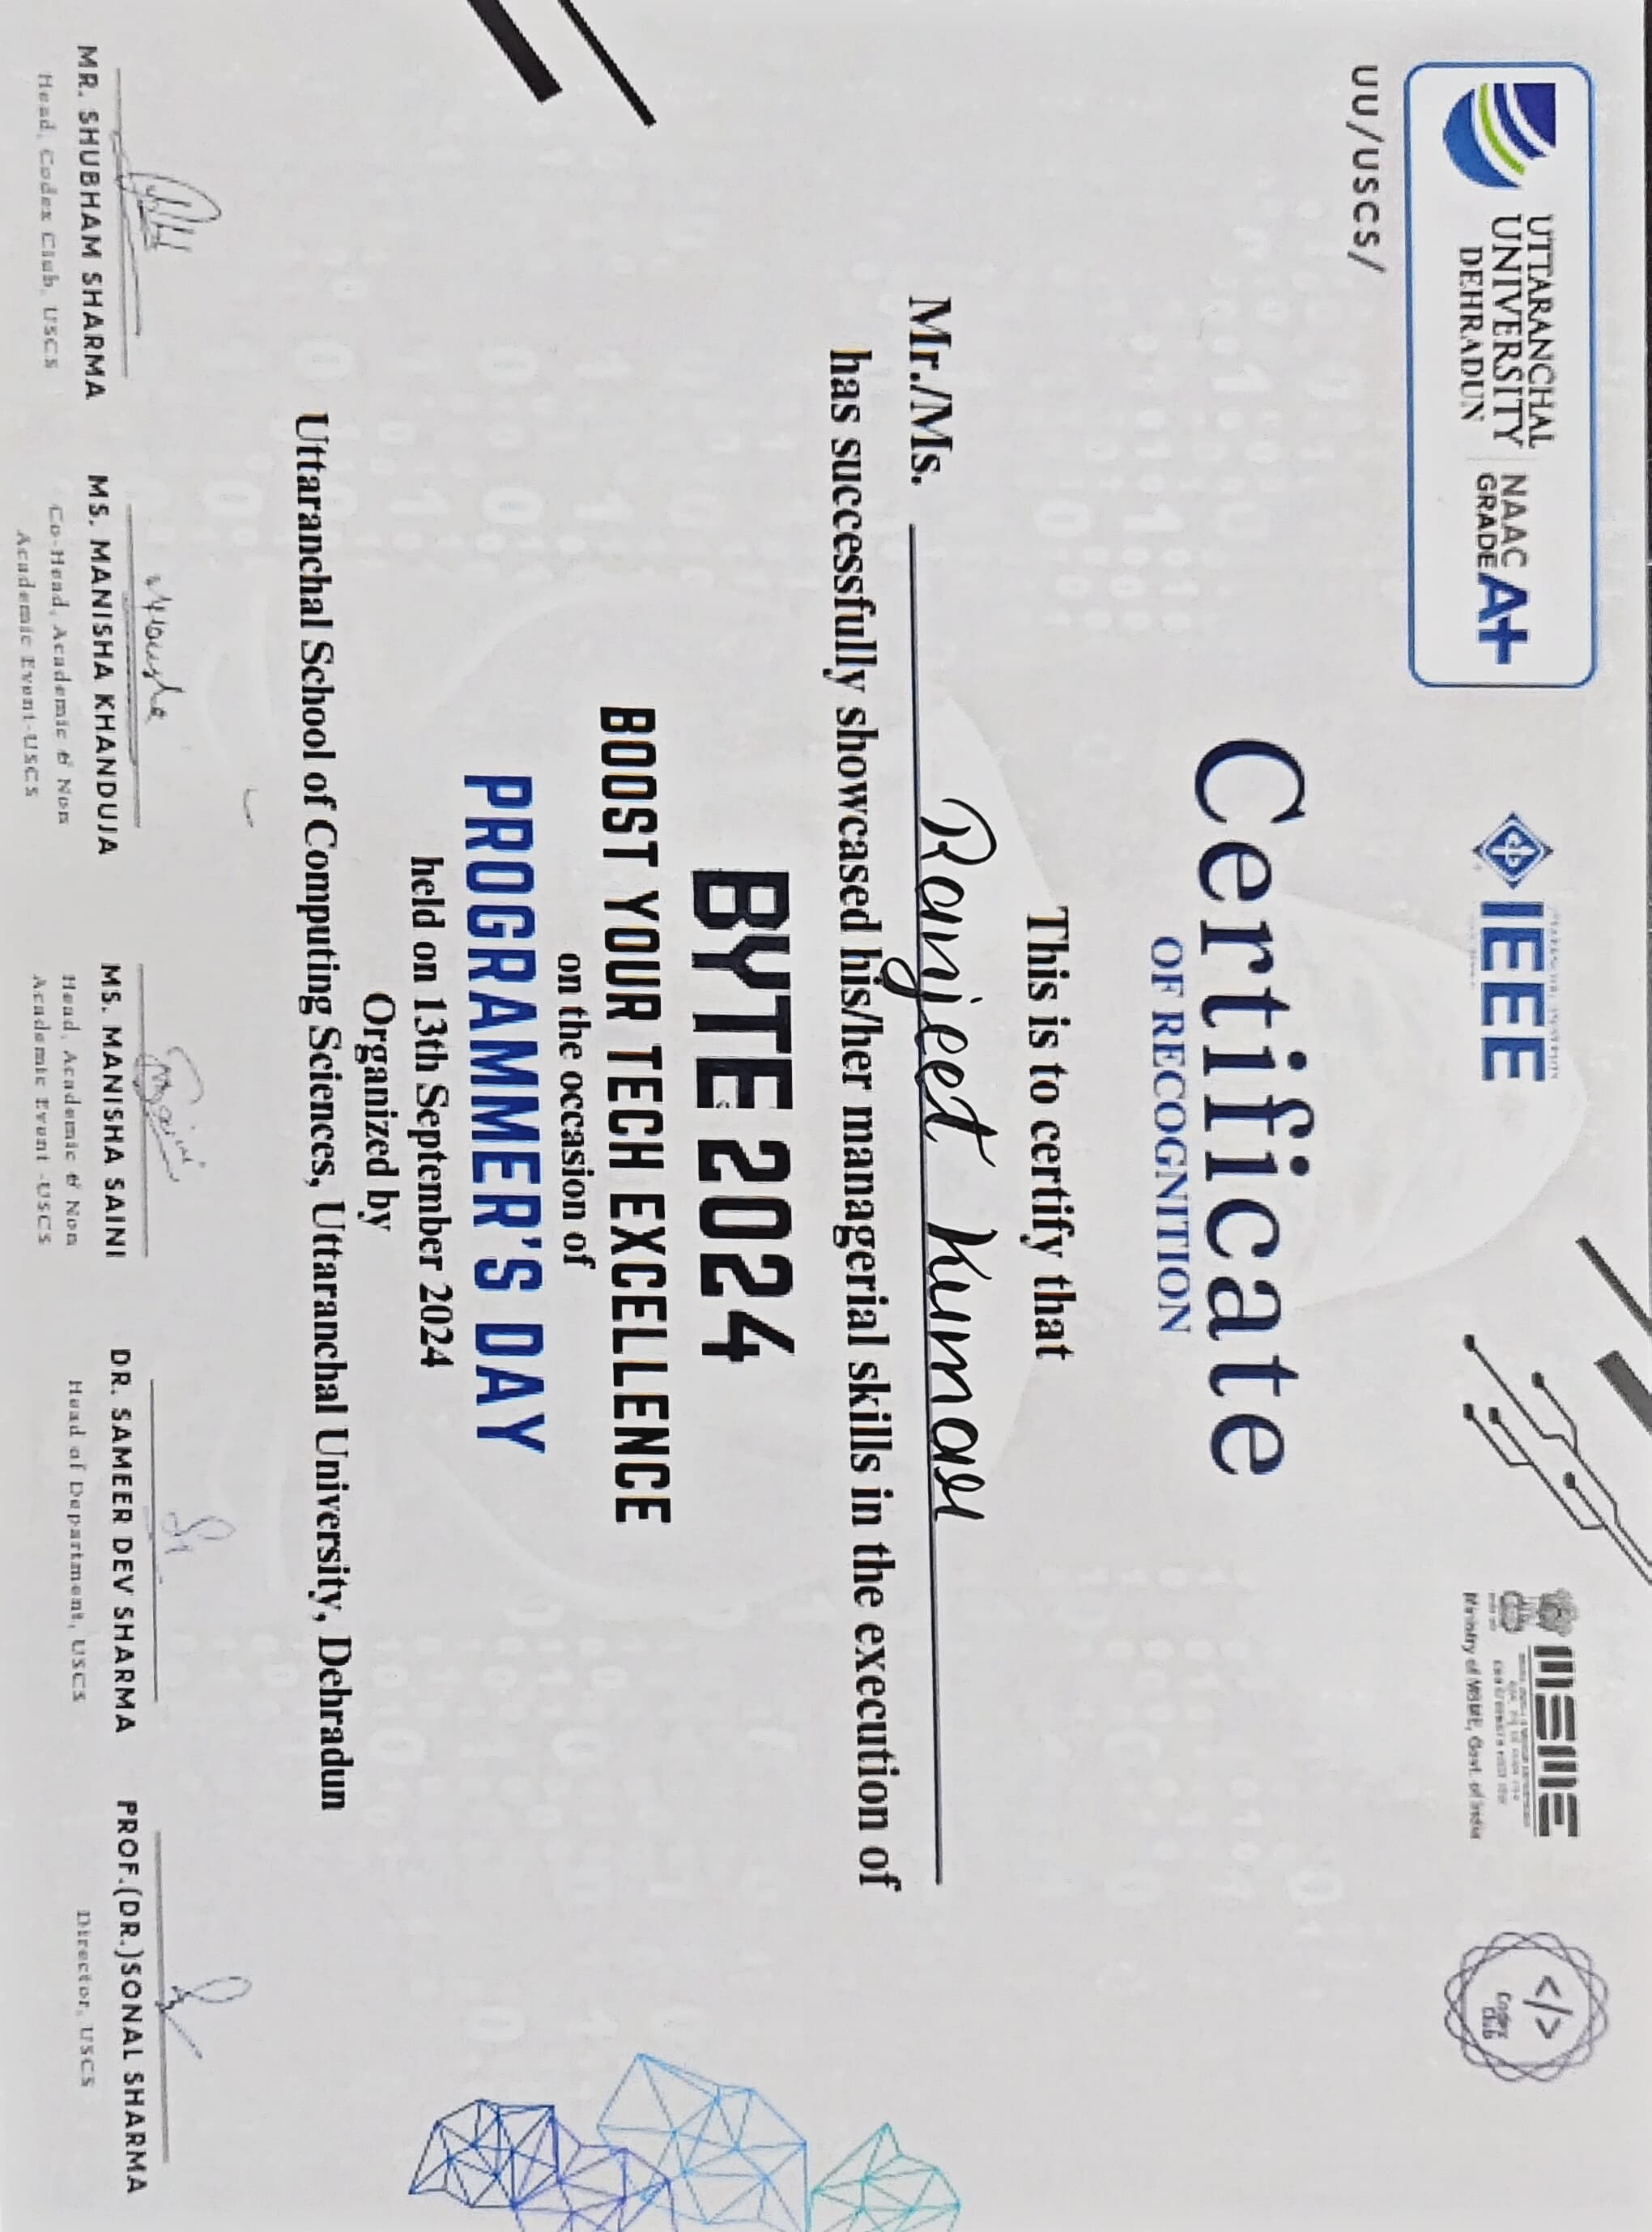 UTTARANCHAL
UNIVERSITY
DEHRADUN
NAAC
GRADE A+
IEEE
MSME
Ministry of MSME, Govt. of India
</>
Codex
Club
UU/USCS/
Certificate
OF RECOGNITION
This is to certify that
Mr./Ms. Ranjeet Kumar
has successfully showcased his/her managerial skills in the execution of
BYTE 2024
BOOST YOUR TECH EXCELLENCE
on the occasion of
PROGRAMMER'S DAY
held on 13th September 2024
Organized by
Uttaranchal School of Computing Sciences, Uttaranchal University, Dehradun
MR. SHUBHAM SHARMA
Head, Codex Club, USCS
MS. MANISHA KHANDUJA
Co-Head, Academic & Non
Academic Event-USCS
MS. MANISHA SAINI
Head, Academic & Non
Academic Event -USCS
DR. SAMEER DEV SHARMA
Head of Department, USCS
PROF.(DR.)SONAL SHARMA
Director, USCS